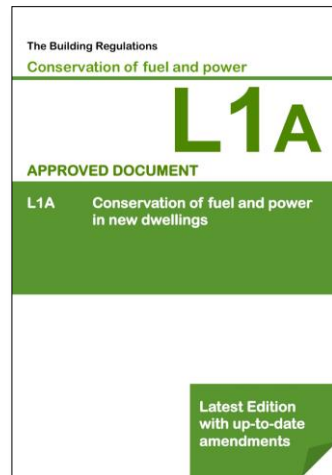 The Building Regulations
Conservation of fuel and power
L1A
APPROVED DOCUMENT
L1A Conservation of fuel and power
in new dwellings
Latest Edition
with up-to-date
amendments